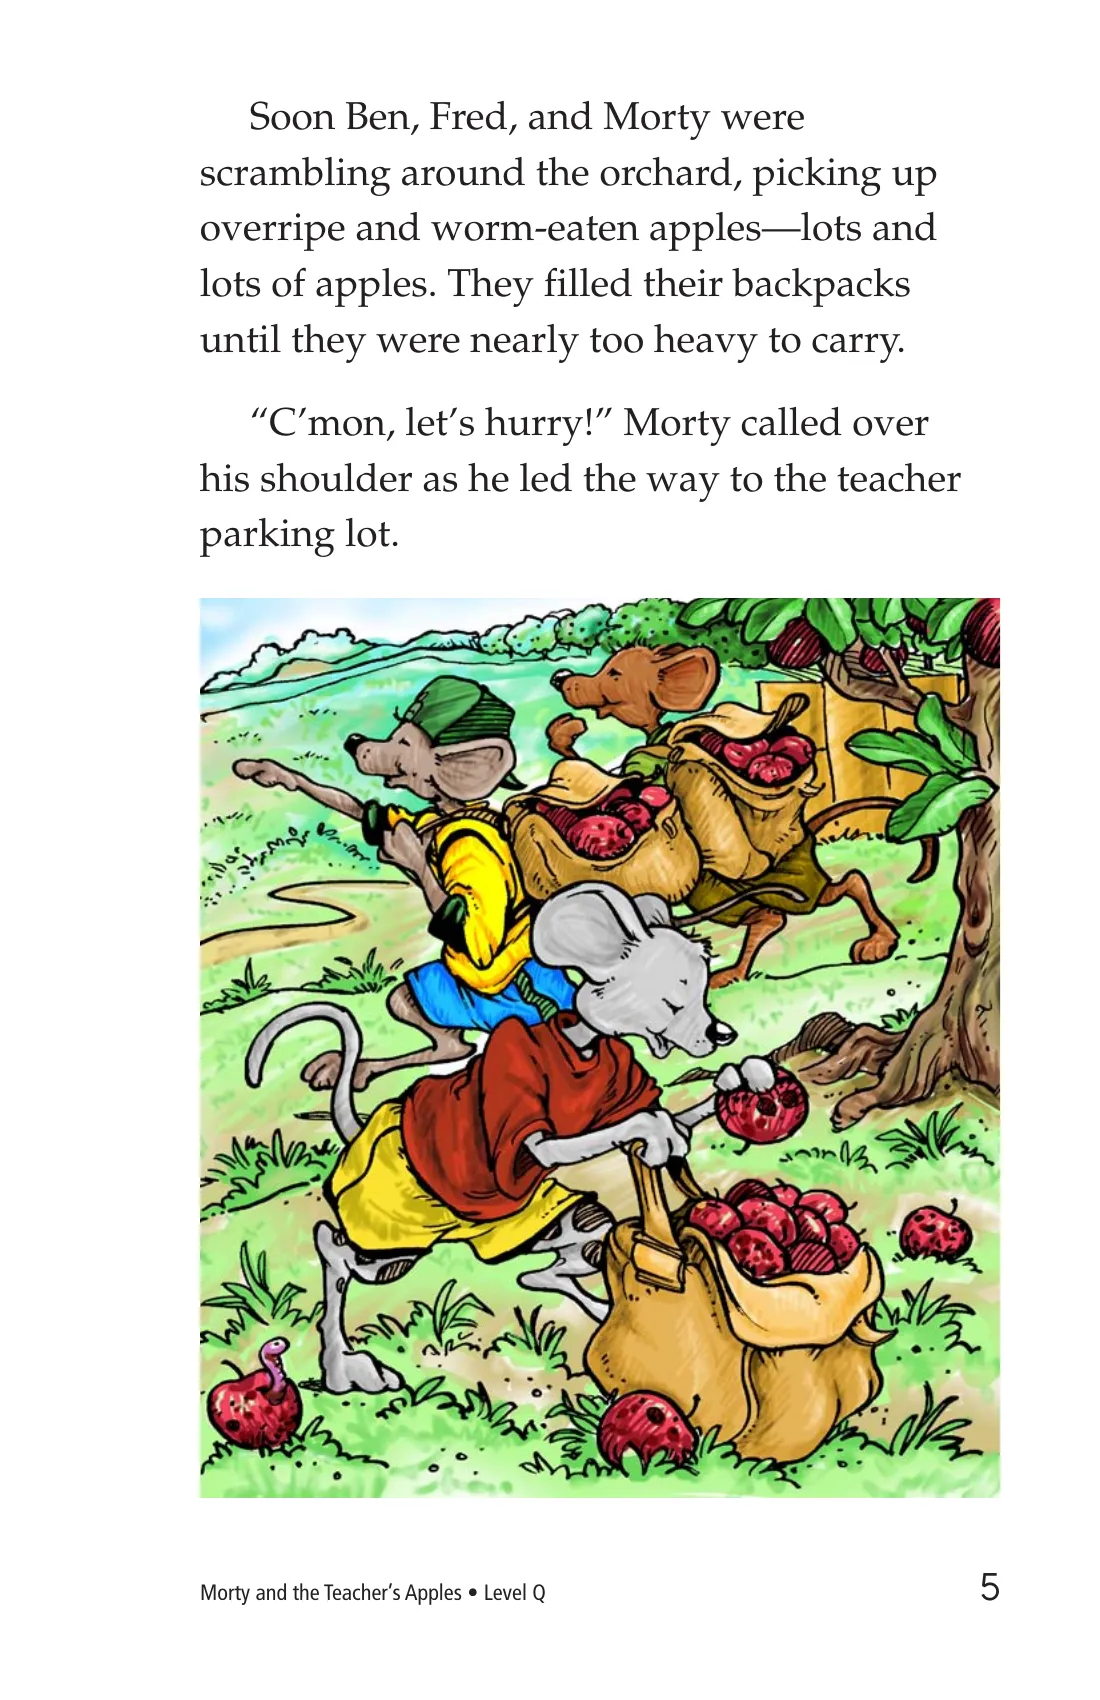 Soon Ben, Fred, and Morty were
scrambling around the orchard, picking up
overripe and worm-eaten apples—lots and
lots of apples. They filled their backpacks
until they were nearly too heavy to carry.
“C’mon, let’s hurry!” Morty called over
his shoulder as he led the way to the teacher
parking lot.
Morty and the Teacher’s Apples • Level Q
5